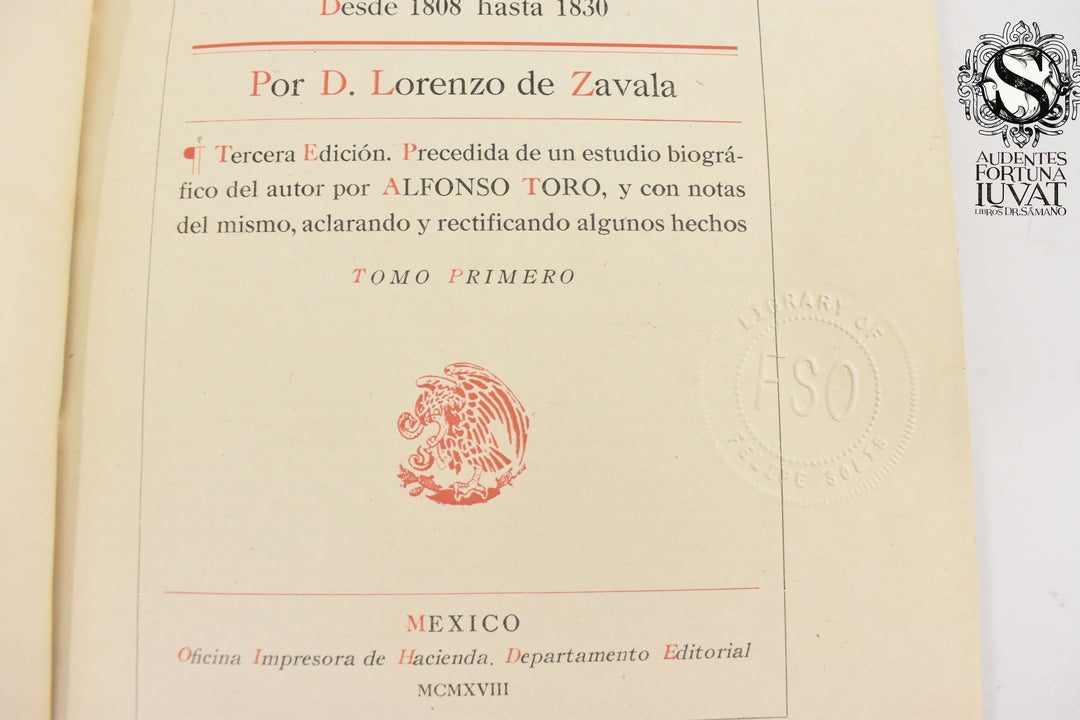 Desde 1808 hasta 1830
Por D. Lorenzo de Zavala
¶ Tercera Edición. Precedida de un estudio biográ-
fico del autor por ALFONSO TORO, y con notas
del mismo, aclarando y rectificando algunos hechos
TOMO PRIMERO
LIBRARY OF
FSO
FELIPE SOLIS
MEXICO
Oficina Impresora de Hacienda. Departamento Editorial
MCMXVIII
S
AUDENTES
FORTUNA
IUVAT
LIBROS DR. SÁMANO